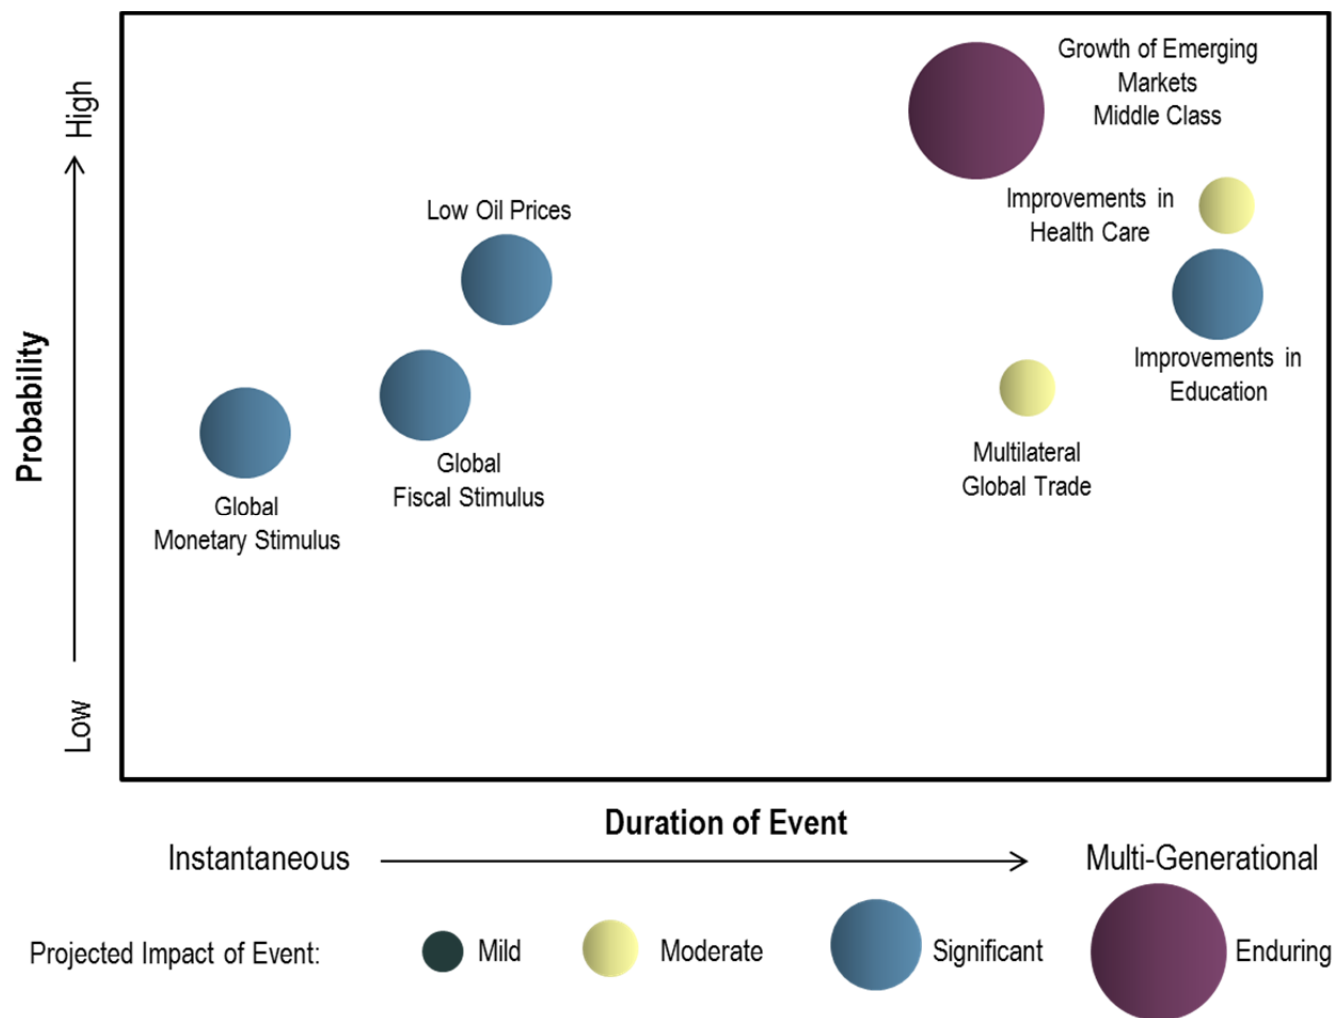 Growth of Emerging
Markets
Middle Class
High
Improvements in
Health Care
Low Oil Prices
Probability
Improvements in
Education
Multilateral
Global Trade
Global
Fiscal Stimulus
Global
Monetary Stimulus
Low
Duration of Event
Instantaneous
Multi-Generational
Projected Impact of Event:
Mild
Moderate
Significant
Enduring